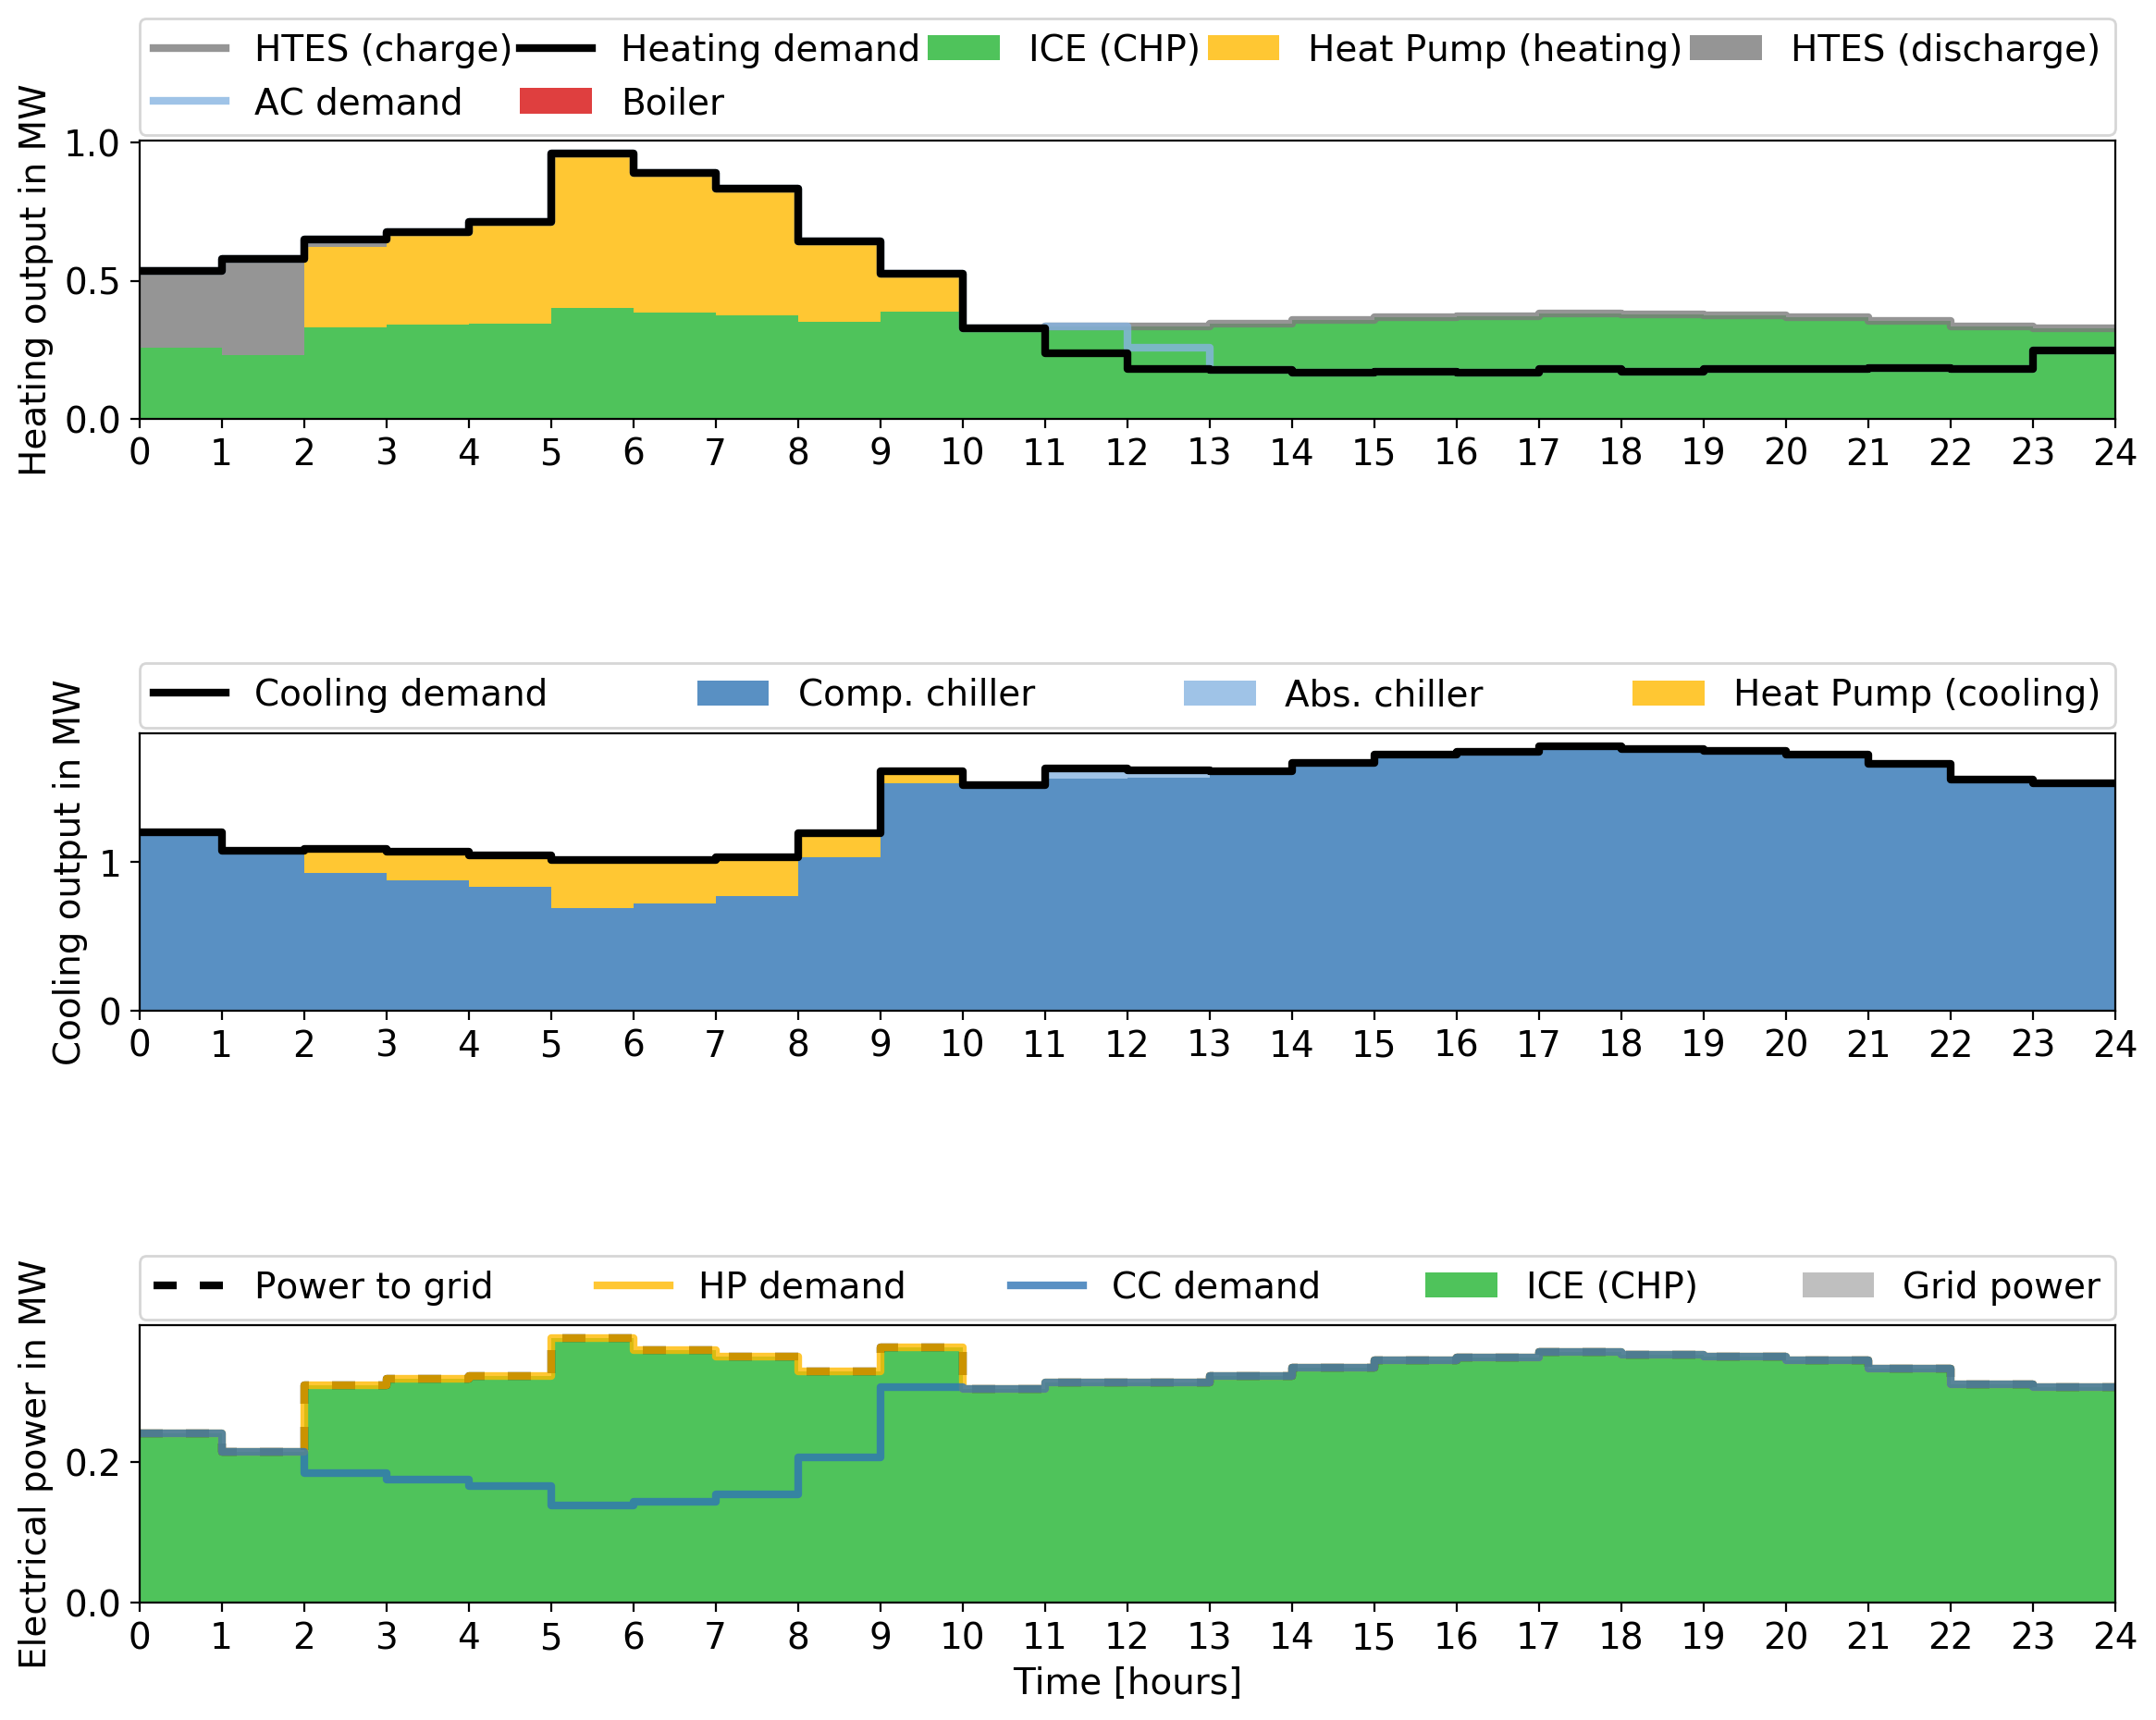 HTES (charge) Heating demand ICE (CHP) Heat Pump (heating) HTES (discharge)
AC demand Boiler
Heating output in MW
1.0
0.5
0.0
0 1 2 3 4 5 6 7 8 9 10 11 12 13 14 15 16 17 18 19 20 21 22 23 24
Cooling demand Comp. chiller Abs. chiller Heat Pump (cooling)
Cooling output in MW
1
0
0 1 2 3 4 5 6 7 8 9 10 11 12 13 14 15 16 17 18 19 20 21 22 23 24
Power to grid HP demand CC demand ICE (CHP) Grid power
Electrical power in MW
0.2
0.0
0 1 2 3 4 5 6 7 8 9 10 11 12 13 14 15 16 17 18 19 20 21 22 23 24
Time [hours]